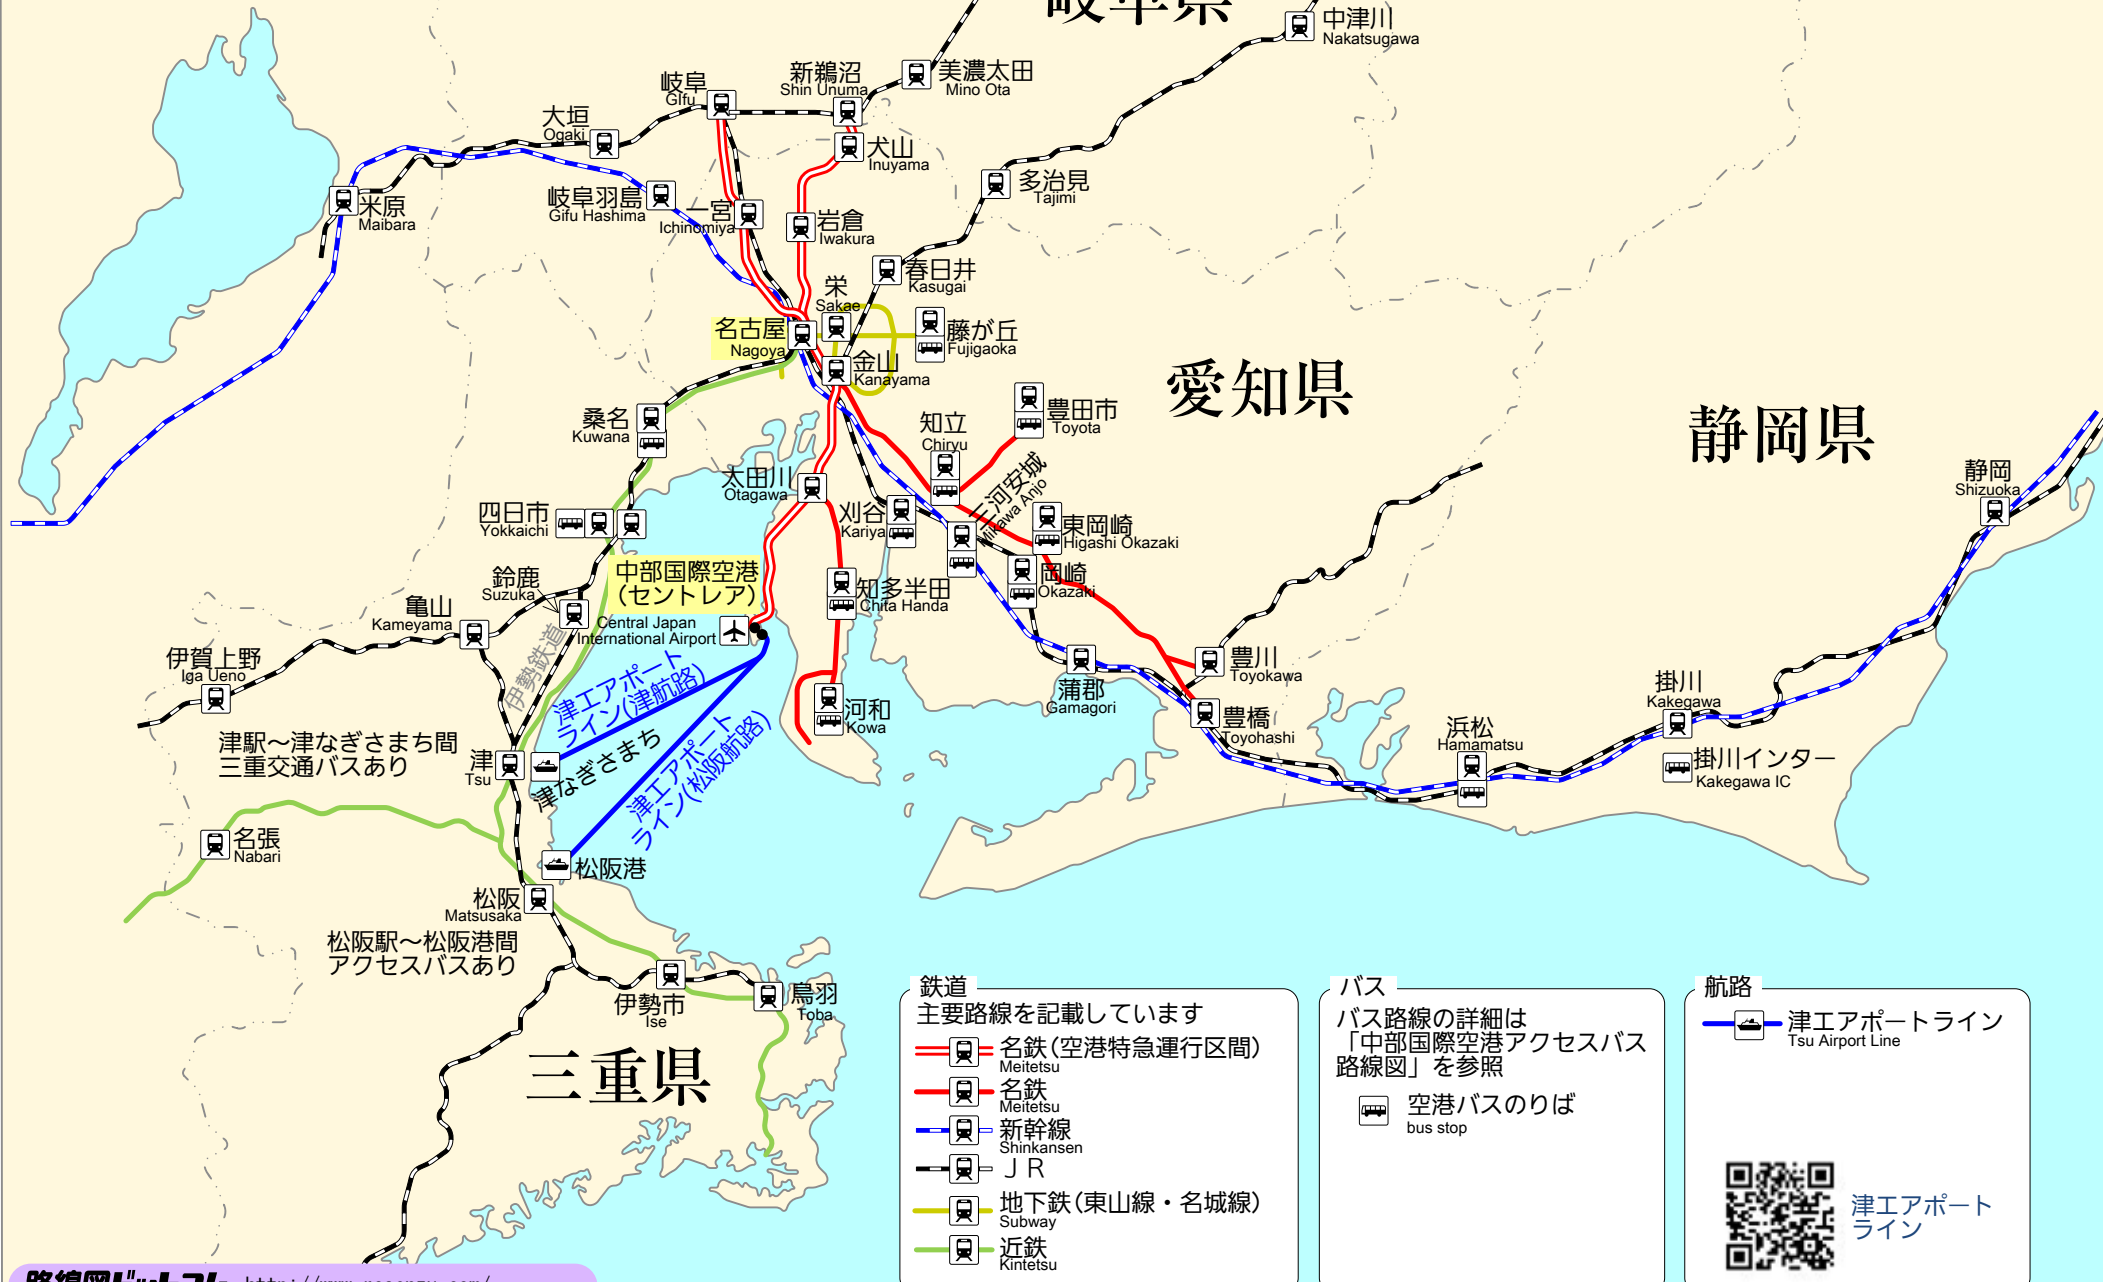 岐阜県
中津川
Nakatsugawa
岐阜
Gifu
新鵜沼
Shin Unuma
美濃太田
Mino Ota
大垣
Ogaki
犬山
Inuyama
多治見
Tajimi
米原
Maibara
岐阜羽島
Gifu Hashima
一宮
Ichinomiya
岩倉
Iwakura
春日井
Kasugai
栄
Sakae
名古屋
Nagoya
藤が丘
Fujigaoka
金山
Kanayama
愛知県
静岡県
桑名
Kuwana
知立
Chiryu
豊田市
Toyota
太田川
Otagawa
三河安城
Mikawa Anjo
静岡
Shizuoka
四日市
Yokkaichi
刈谷
Kariya
東岡崎
Higashi Okazaki
中部国際空港
（セントレア）
Central Japan
International Airport
鈴鹿
Suzuka
知多半田
Chita Handa
岡崎
Okazaki
亀山
Kameyama
伊勢鉄道
伊賀上野
Iga Ueno
津エアポート
ライン(津航路)
豊川
Toyokawa
蒲郡
Gamagori
掛川
Kakegawa
河和
Kowa
豊橋
Toyohashi
浜松
Hamamatsu
津駅～津なぎさまち間
三重交通バスあり
津
Tsu
津なぎさまち
津エアポート
ライン(松阪航路)
掛川インター
Kakegawa IC
名張
Nabari
松阪港
松阪
Matsusaka
松阪駅～松阪港間
アクセスバスあり
伊勢市
Ise
鳥羽
Toba
三重県
鉄道
主要路線を記載しています
名鉄(空港特急運行区間)
Meitetsu
名鉄
Meitetsu
新幹線
Shinkansen
ＪＲ
地下鉄(東山線・名城線)
Subway
近鉄
Kintetsu
バス
バス路線の詳細は
「中部国際空港アクセスバス
路線図」を参照
空港バスのりば
bus stop
航路
津エアポートライン
Tsu Airport Line
津エアポート
ライン